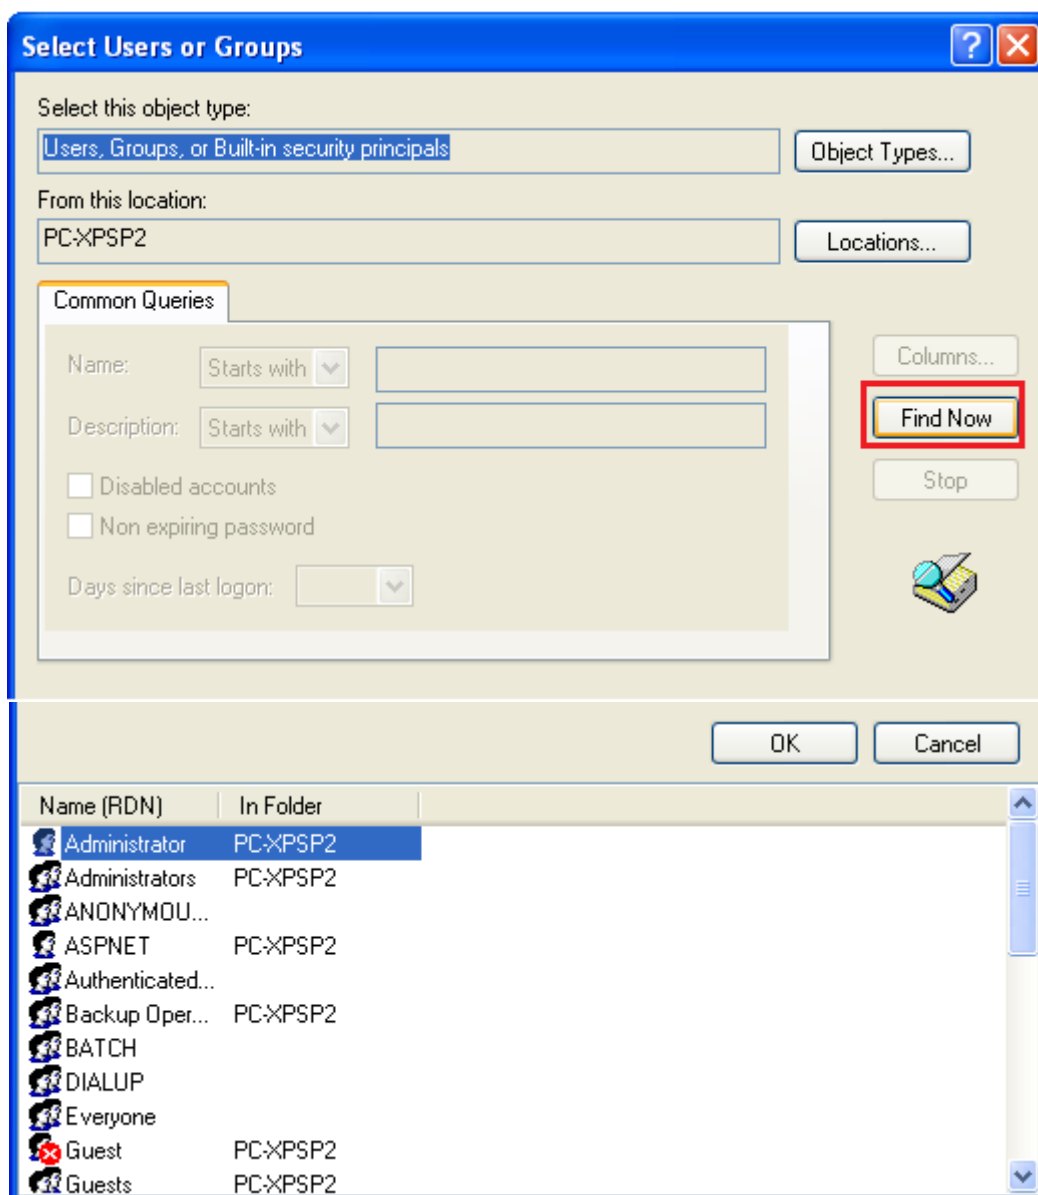 Select Users or Groups
Select this object type:
Users, Groups, or Built-in security principals
Object Types...
From this location:
PC-XPSP2
Locations...
Common Queries
Name:
Starts with
Columns...
Description:
Starts with
Find Now
Disabled accounts
Stop
Non expiring password
Days since last logon:
OK
Cancel
Name (RDN) In Folder
Administrator PC-XPSP2
Administrators PC-XPSP2
ANONYMOU...
ASPNET PC-XPSP2
Authenticated...
Backup Oper... PC-XPSP2
BATCH
DIALUP
Everyone
Guest PC-XPSP2
Guests PC-XPSP2